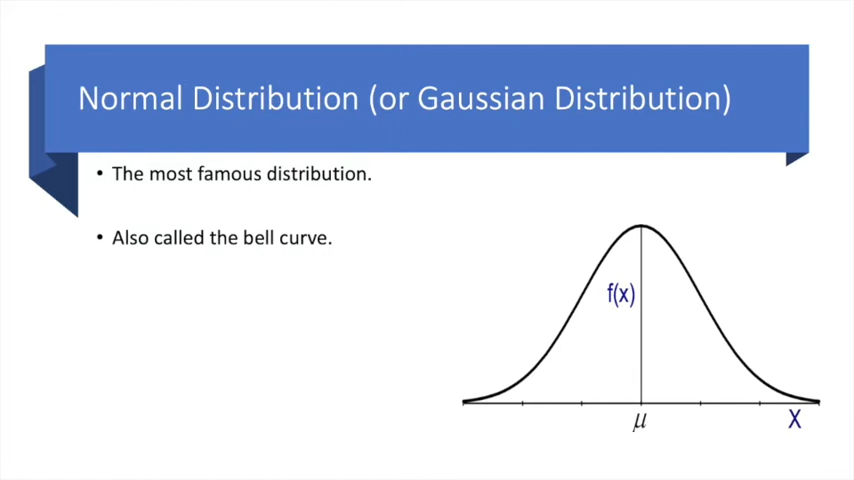 Normal Distribution (or Gaussian Distribution)
• The most famous distribution.
• Also called the bell curve.
f(x)
μ
X